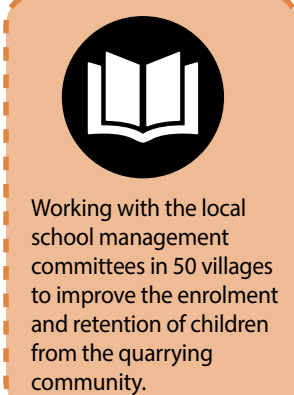 Working with the local
school management
committees in 50 villages
to improve the enrolment
and retention of children
from the quarrying
community.